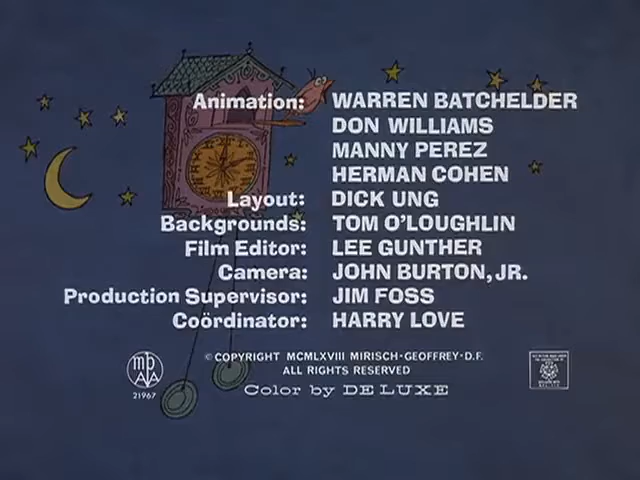 Animation: WARREN BATCHELDER
DON WILLIAMS
MANNY PEREZ
HERMAN COHEN
Layout: DICK UNG
Backgrounds: TOM O'LOUGHLIN
Film Editor: LEE GUNTHER
Camera: JOHN BURTON, JR.
Production Supervisor: JIM FOSS
Coördinator: HARRY LOVE
©COPYRIGHT MCMLXVIII MIRISCH-GEOFFREY-D.F.
ALL RIGHTS RESERVED
Color by DE LUXE
mpAA
21967